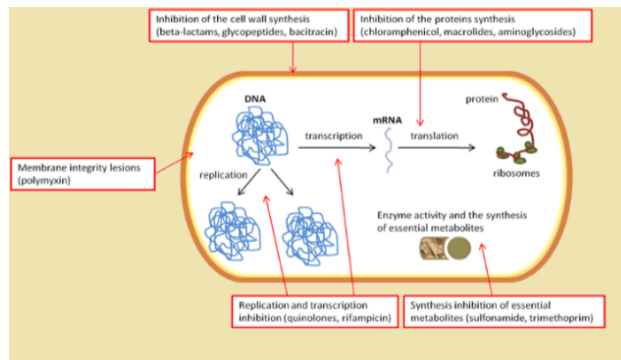 Inhibition of the cell wall synthesis
(beta-lactams, glycopeptides, bacitracin)
Inhibition of the proteins synthesis
(chloramphenicol, macrolides, aminoglycosides)
DNA
mRNA
protein
transcription
translation
ribosomes
Membrane integrity lesions
(polymyxin)
replication
Enzyme activity and the synthesis
of essential metabolites
Replication and transcription
inhibition (quinolones, rifampicin)
Synthesis inhibition of essential
metabolites (sulfonamide, trimethoprim)